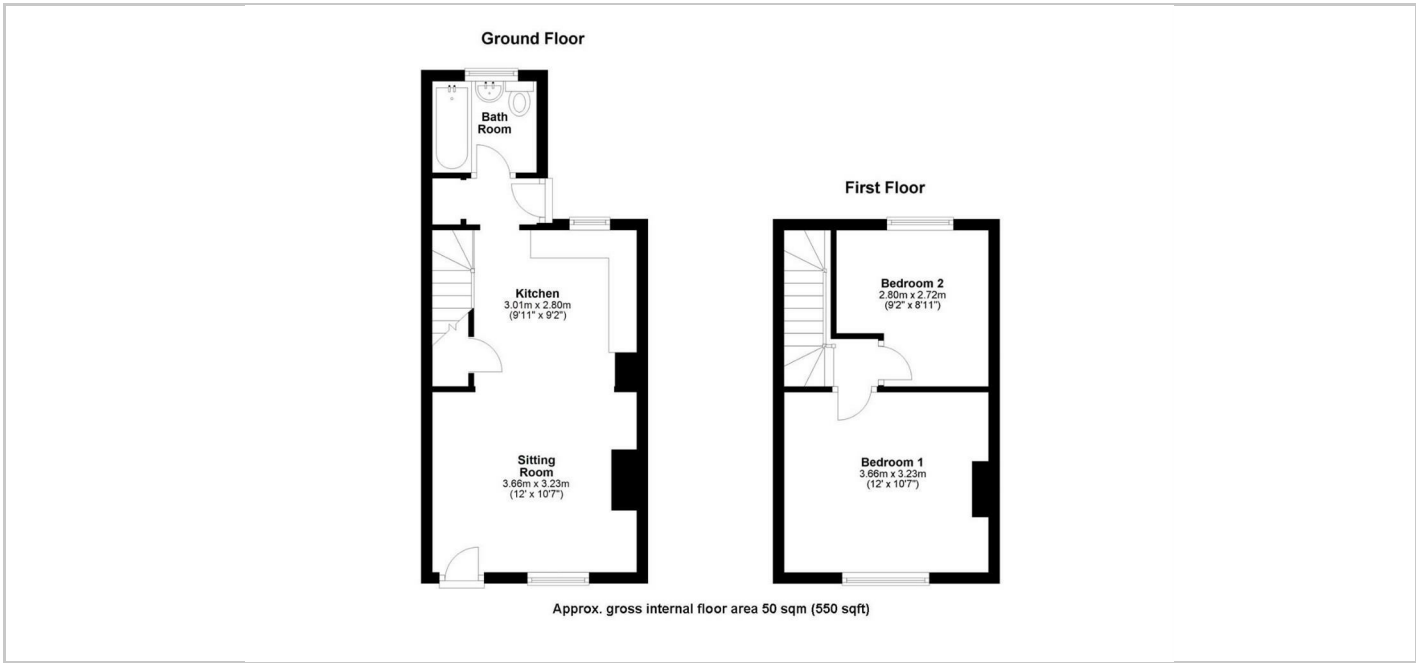 Ground Floor
Bath
Room
Kitchen
3.01m x 2.80m
(9'11" x 9'2")
Sitting
Room
3.66m x 3.23m
(12' x 10'7")
First Floor
Bedroom 2
2.80m x 2.72m
(9'2" x 8'11")
Bedroom 1
3.66m x 3.23m
(12' x 10'7")
Approx. gross internal floor area 50 sqm (550 sqft)